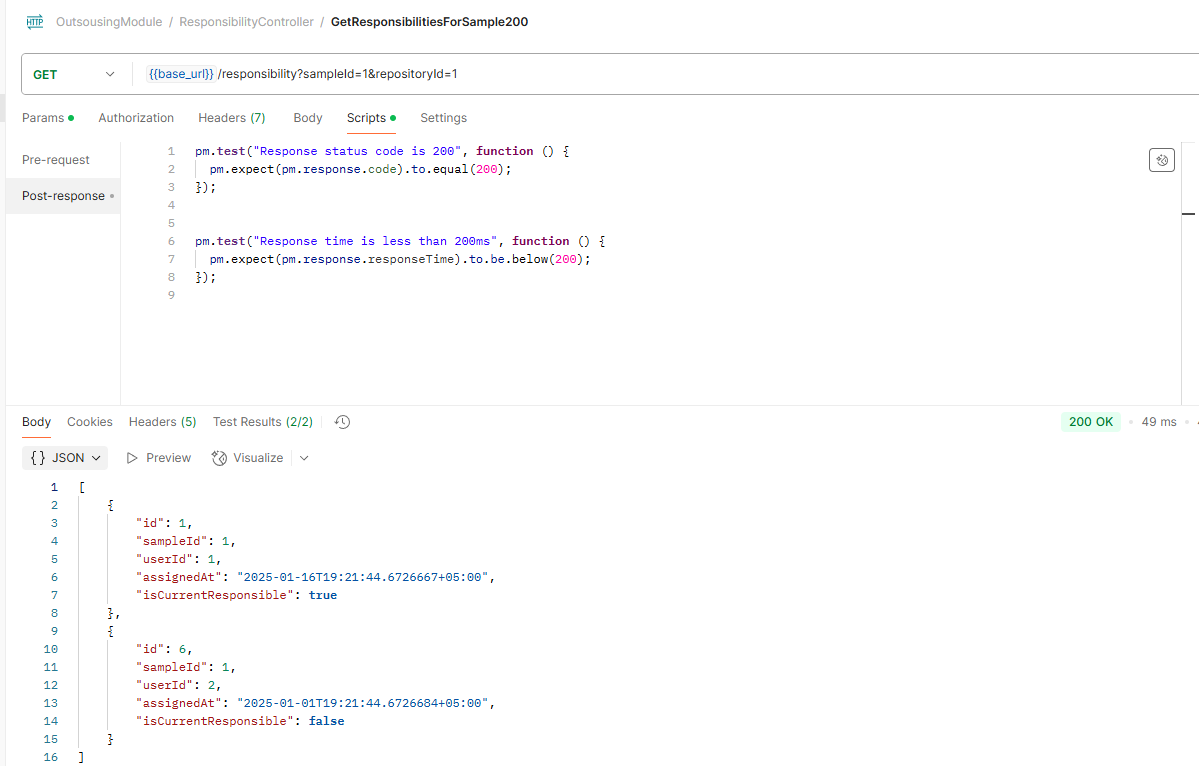 HTTP OutsousingModule / ResponsibilityController / GetResponsibilitiesForSample200
GET {{base_url}} /responsibility?sampleId=1&repositoryId=1
Params Authorization Headers (7) Body Scripts Settings
Pre-request
Post-response
1 pm.test("Response status code is 200", function () {
2 pm.expect(pm.response.code).to.equal(200);
3 });
4
5
6 pm.test("Response time is less than 200ms", function () {
7 pm.expect(pm.response.responseTime).to.be.below(200);
8 });
9
Body Cookies Headers (5) Test Results (2/2) 200 OK • 49 ms •
{} JSON Preview Visualize
1 [
2 {
3 "id": 1,
4 "sampleId": 1,
5 "userId": 1,
6 "assignedAt": "2025-01-16T19:21:44.6726667+05:00",
7 "isCurrentResponsible": true
8 },
9 {
10 "id": 6,
11 "sampleId": 1,
12 "userId": 2,
13 "assignedAt": "2025-01-01T19:21:44.6726684+05:00",
14 "isCurrentResponsible": false
15 }
16 ]